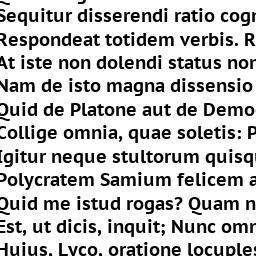 Sequitur disserendi ratio cogn
Respondeat totidem verbis. R
At iste non dolendi status non
Nam de isto magna dissensio
Quid de Platone aut de Demo
Collige omnia, quae soletis: P
Igitur neque stultorum quisqu
Polycratem Samium felicem a
Quid me istud rogas? Quam n
Est, ut dicis, inquit; Nunc omn
Huius, Lyco, oratione locuples